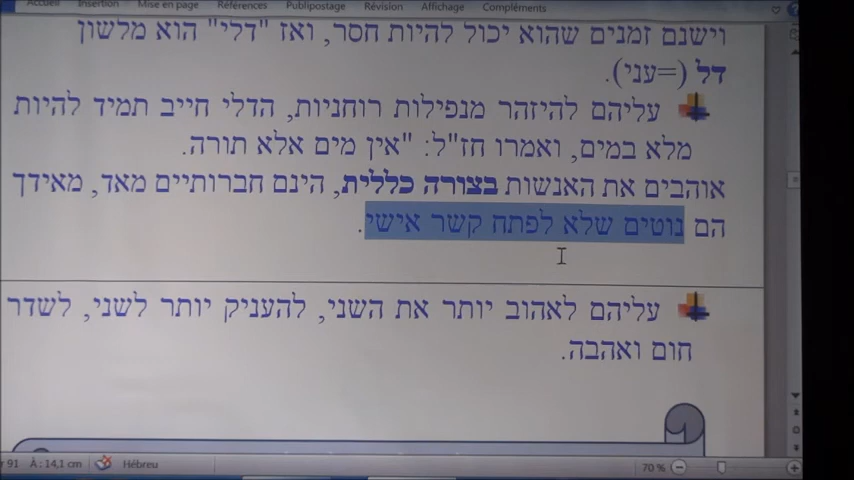 Accueil Insertion Mise en page Références Publipostage Révision Affichage Compléments
וישנם זמנים שהוא יכול להיות חסר, ואז "דלי" הוא מלשון
דל (=עני).
עליהם להיזהר מנפילות רוחניות, הדלי חייב תמיד להיות
מלא במים, ואמרו חז"ל: "אין מים אלא תורה.
אוהבים את האנשות בצורה כללית, הינם חברותיים מאד, מאידך
הם נוטים שלא לפתח קשר אישי.
עליהם לאהוב יותר את השני, להעניק יותר לשני, לשדר
חום ואהבה.
91 À : 14,1 cm Hébreu 70 %